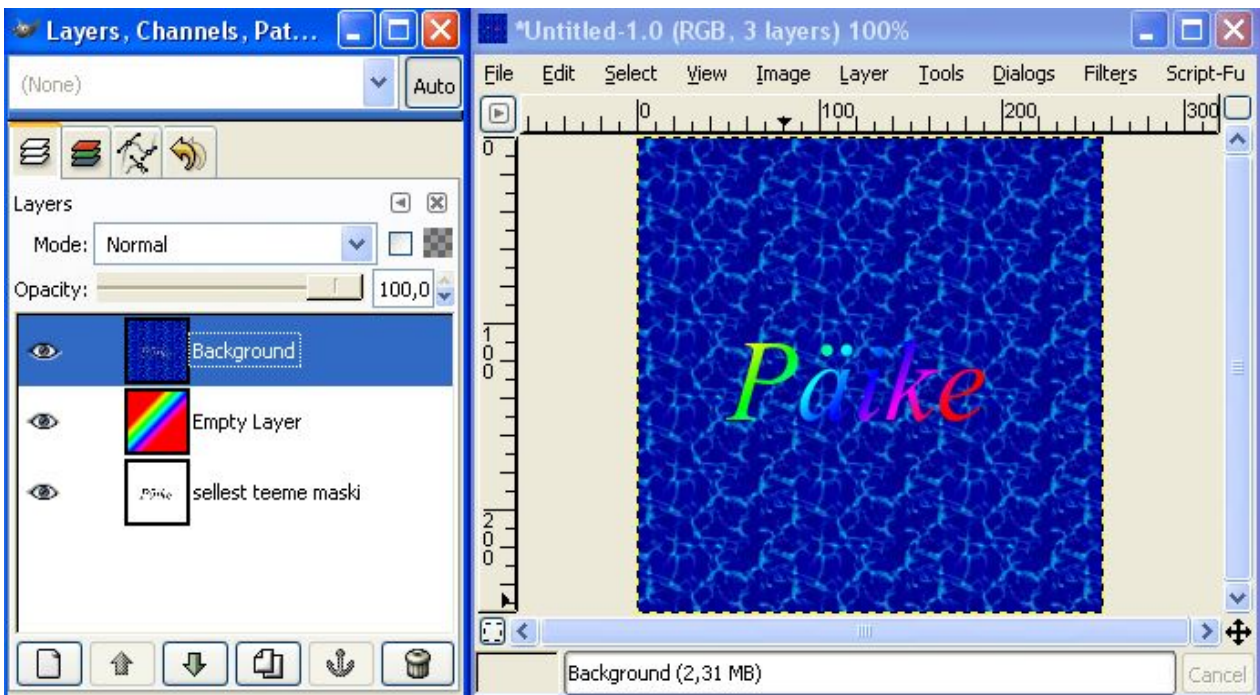 Layers, Channels, Pat...
(None)
Auto
Layers
Mode: Normal
Opacity: 100,0
Background
Empty Layer
Päike
sellest teeme maski
*Untitled-1.0 (RGB, 3 layers) 100%
File Edit Select View Image Layer Tools Dialogs Filters Script-Fu
0 100 200 300
0
100
200
Päike
Background (2,31 MB)
Cancel